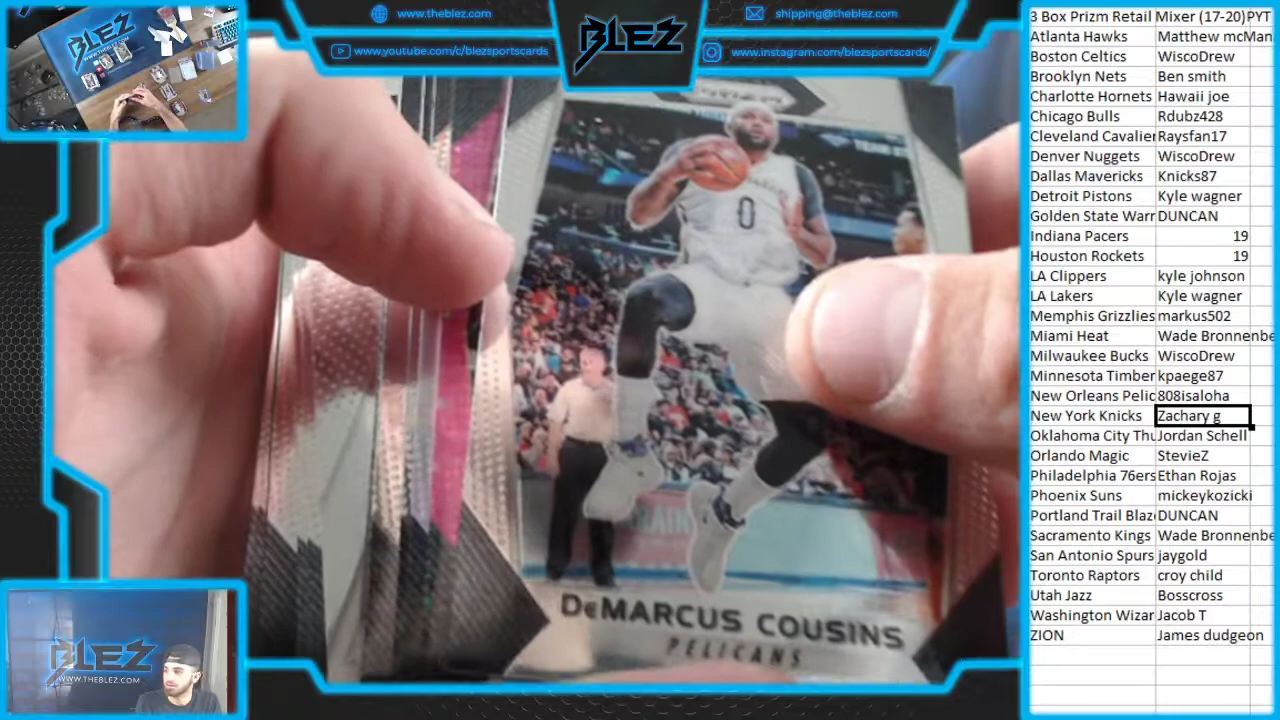 www.theblez.com
shipping@theblez.com
www.youtube.com/c/blezsportscards
www.instagram.com/blezsportscards/
BLEZ
BLEZ
0
DeMARCUS COUSINS
PELICANS
BLEZ
WWW.THEBLEZ.COM
3 Box Prizm Retail Mixer (17-20)PYT
Atlanta Hawks Matthew mcMan
Boston Celtics WiscoDrew
Brooklyn Nets Ben smith
Charlotte Hornets Hawaii joe
Chicago Bulls Rdubz428
Cleveland Cavalier Raysfan17
Denver Nuggets WiscoDrew
Dallas Mavericks Knicks87
Detroit Pistons Kyle wagner
Golden State Warr DUNCAN
Indiana Pacers 19
Houston Rockets 19
LA Clippers kyle johnson
LA Lakers Kyle wagner
Memphis Grizzlies markus502
Miami Heat Wade Bronnenbe
Milwaukee Bucks WiscoDrew
Minnesota Timber kpaege87
New Orleans Pelic 808isaloha
New York Knicks Zachary g
Oklahoma City Thu Jordan Schell
Orlando Magic StevieZ
Philadelphia 76ers Ethan Rojas
Phoenix Suns mickeykozicki
Portland Trail Blaz DUNCAN
Sacramento Kings Wade Bronnenbe
San Antonio Spurs jaygold
Toronto Raptors croy child
Utah Jazz Bosscross
Washington Wizar Jacob T
ZION James dudgeon